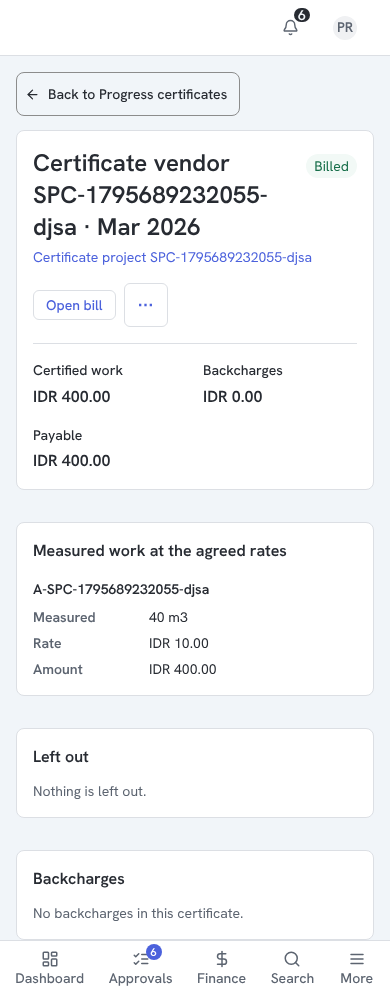 6
PR
Back to Progress certificates
Certificate vendor
SPC-1795689232055-
djsa · Mar 2026
Billed
Certificate project SPC-1795689232055-djsa
Open bill
...
Certified work
Backcharges
IDR 400.00
IDR 0.00
Payable
IDR 400.00
Measured work at the agreed rates
A-SPC-1795689232055-djsa
Measured 40 m3
Rate IDR 10.00
Amount IDR 400.00
Left out
Nothing is left out.
Backcharges
No backcharges in this certificate.
6
Dashboard Approvals Finance Search More